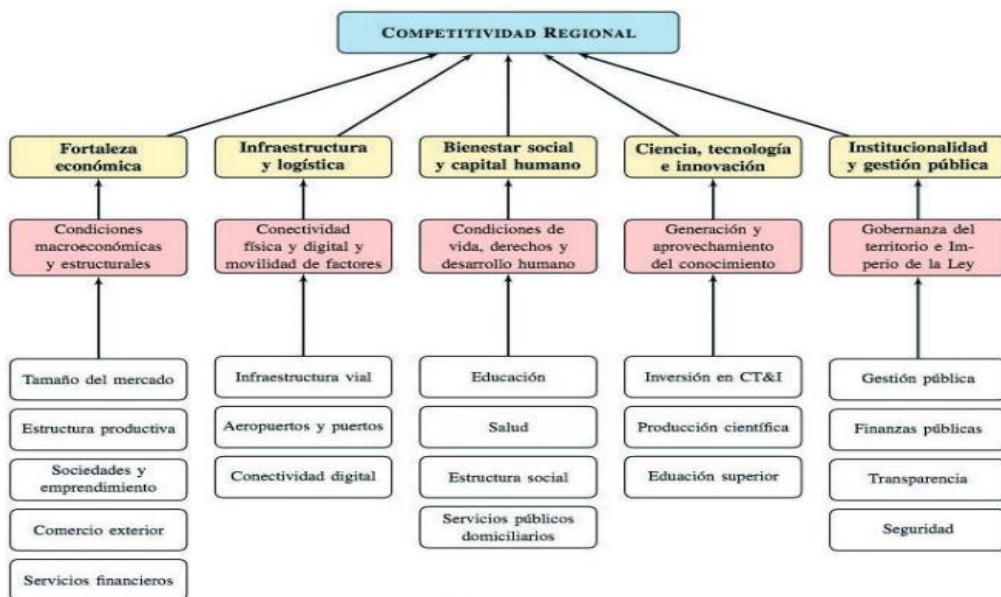 COMPETITIVIDAD REGIONAL
Fortaleza
económica
Infraestructura
y logística
Bienestar social
y capital humano
Ciencia, tecnología
e innovación
Institucionalidad
y gestión pública
Condiciones
macroeconómicas
y estructurales
Conectividad
física y digital y
movilidad de factores
Condiciones de
vida, derechos y
desarrollo humano
Generación y
aprovechamiento
del conocimiento
Gobernanza del
territorio e Im-
perio de la Ley
Tamaño del mercado
Estructura productiva
Sociedades y
emprendimiento
Comercio exterior
Servicios financieros
Infraestructura vial
Aeropuertos y puertos
Conectividad digital
Educación
Salud
Estructura social
Servicios públicos
domiciliarios
Inversión en CT&I
Producción científica
Eduación superior
Gestión pública
Finanzas públicas
Transparencia
Seguridad